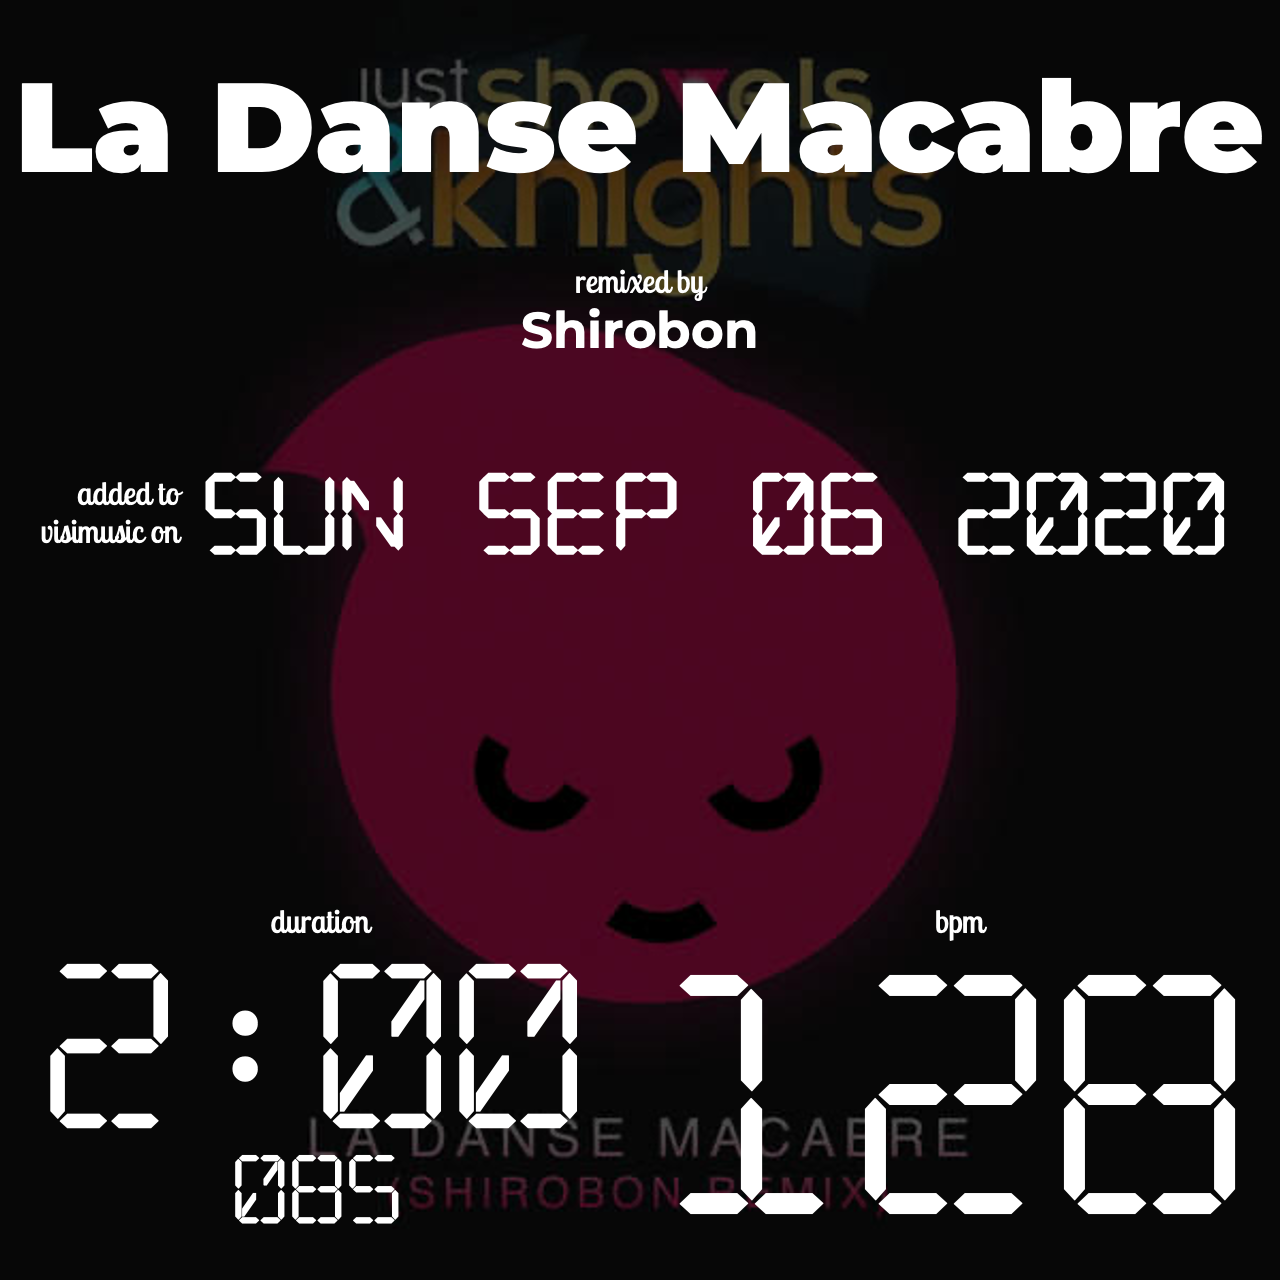 just shovels
La Danse Macabre
& knights
remixed by
Shirobon
added to
visimusic on
SUN SEP 06 2020
duration
bpm
2:00
128
LA DANSE MACABRE
085
(SHIROBON REMIX)